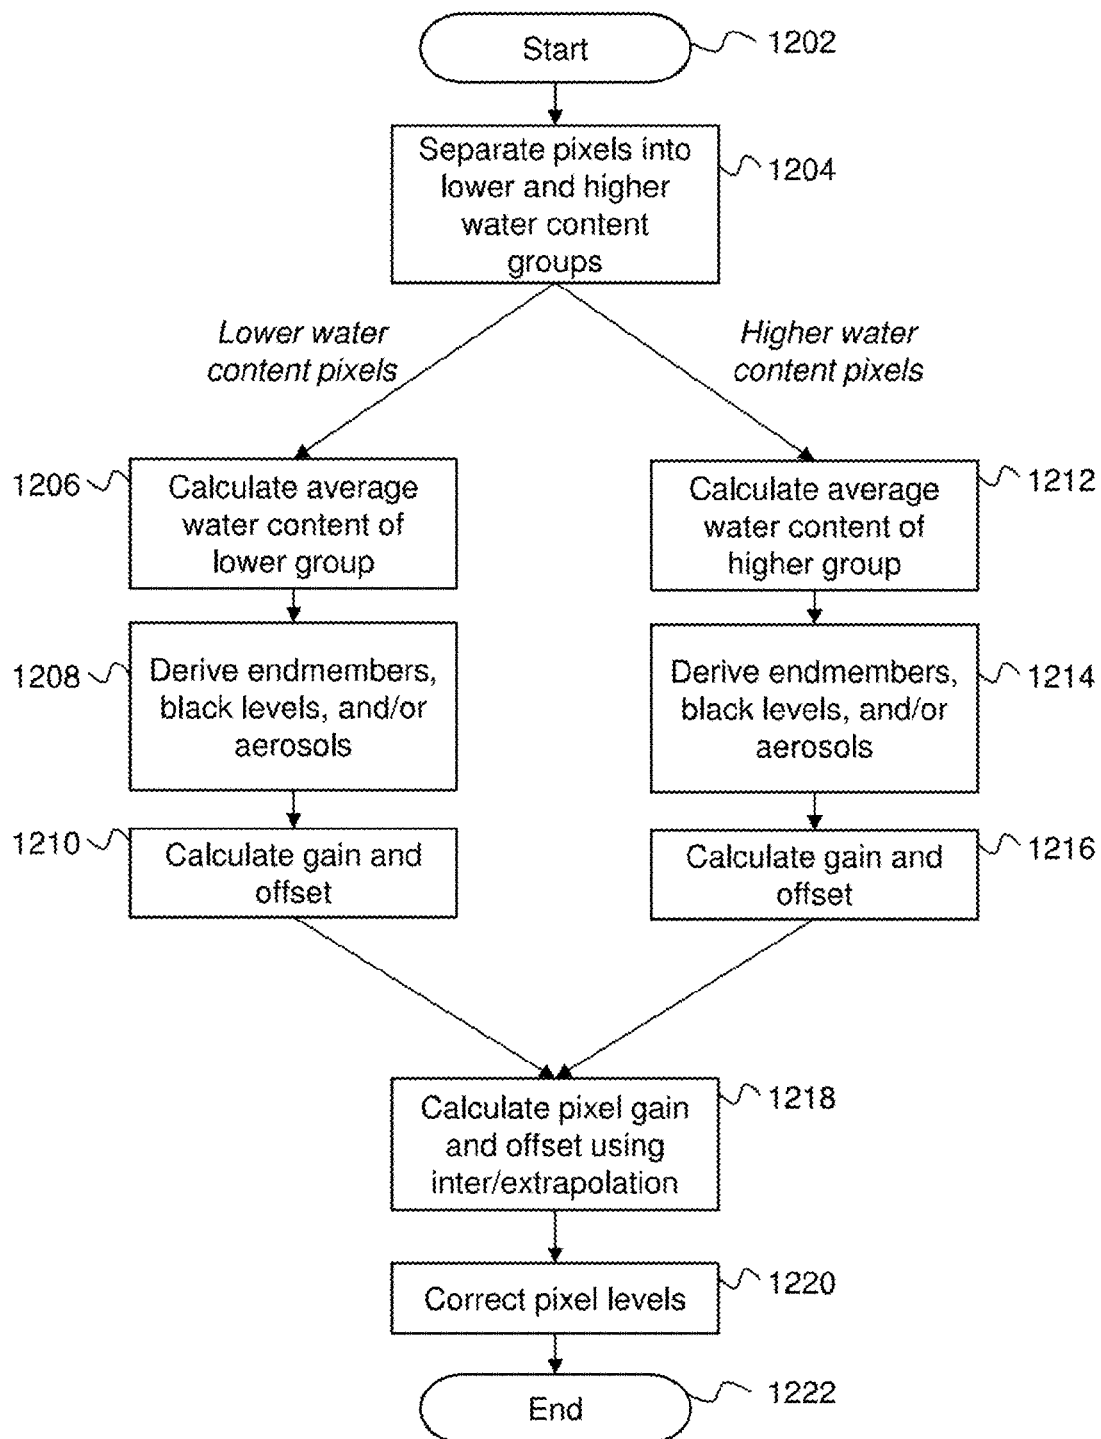 Start
1202
Separate pixels into
lower and higher
water content
groups
1204
Lower water
content pixels
Higher water
content pixels
1206
Calculate average
water content of
lower group
1212
Calculate average
water content of
higher group
1208
Derive endmembers,
black levels, and/or
aerosols
1214
Derive endmembers,
black levels, and/or
aerosols
1210
Calculate gain and
offset
1216
Calculate gain and
offset
1218
Calculate pixel gain
and offset using
inter/extrapolation
1220
Correct pixel levels
1222
End